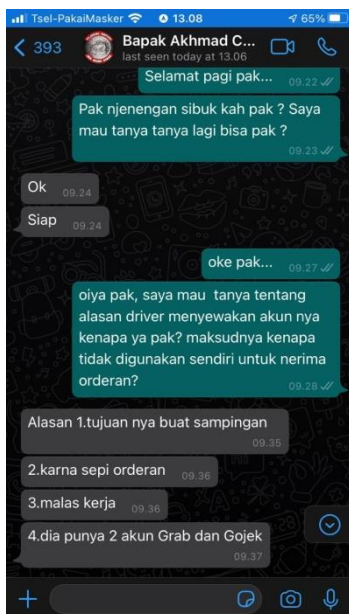 Tsel-PakaiMasker
13.08
65%
393
Bapak Akhmad C...
last seen today at 13.06
Selamat pagi pak...
09.22
Pak njenengan sibuk kah pak ? Saya
mau tanya tanya lagi bisa pak ?
09.23
Ok 09.24
Siap 09.24
oke pak... 09.27
oiya pak, saya mau tanya tentang
alasan driver menyewakan akun nya
kenapa ya pak? maksudnya kenapa
tidak digunakan sendiri untuk nerima
orderan?
09.28
Alasan 1.tujuan nya buat sampingan
09.35
2.karna sepi orderan 09.36
3.malas kerja 09.36
4.dia punya 2 akun Grab dan Gojek
09.37